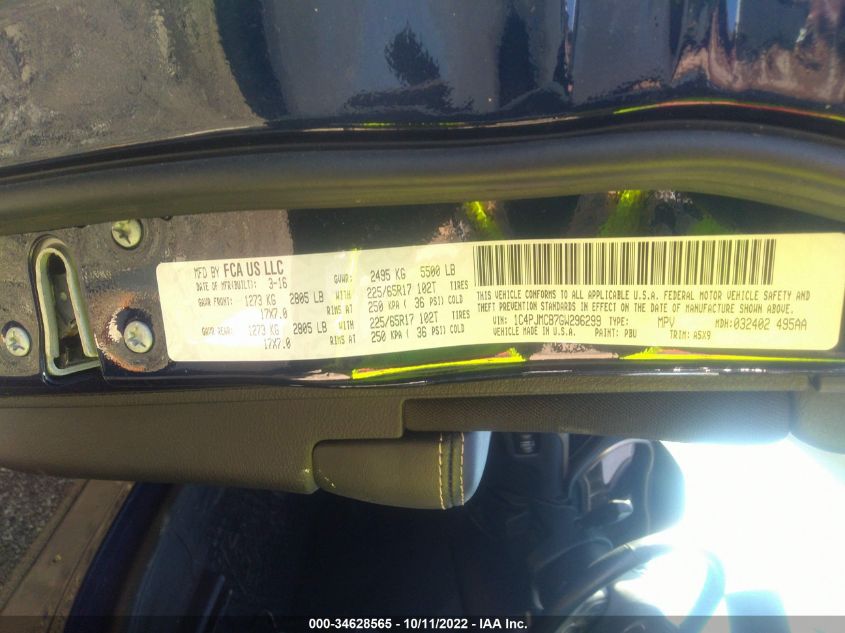 MFD BY FCA US LLC
DATE OF MFR(BUILT): 3-16
GVWR: 2495 KG 5500 LB
GAWR FRONT: 1273 KG 2805 LB WITH 225/65R17 102T TIRES
17X7.0 RIMS AT 250 KPA ( 36 PSI) COLD
GAWR REAR: 1273 KG 2805 LB WITH 225/65R17 102T TIRES
17X7.0 RIMS AT 250 KPA ( 36 PSI) COLD
THIS VEHICLE CONFORMS TO ALL APPLICABLE U.S.A. FEDERAL MOTOR VEHICLE SAFETY AND
THEFT PREVENTION STANDARDS IN EFFECT ON THE DATE OF MANUFACTURE SHOWN ABOVE.
VIN: 1C4PJMCB7GW296299 TYPE: MPV MDH:032402 495AA
VEHICLE MADE IN U.S.A. PAINT: PBU TRIM: ASX9
000-34628565 - 10/11/2022 - IAA Inc.